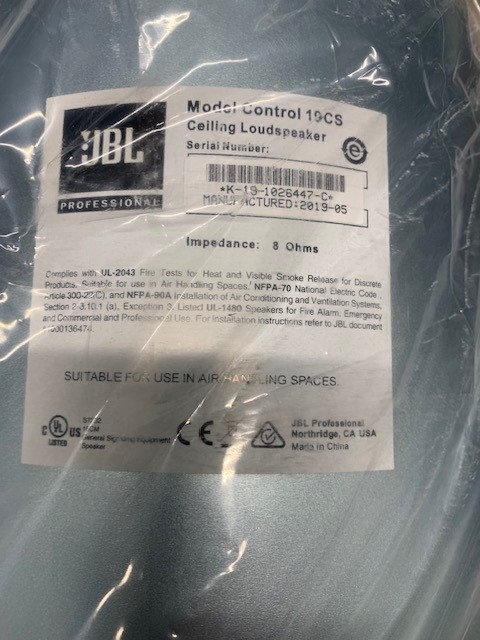 JBL
PROFESSIONAL
Model Control 19CS
Ceiling Loudspeaker
Serial Number:
*K-19-1026447-C*
MANUFACTURED:2019-05
Impedance: 8 Ohms
Complies with UL-2043 Fire Tests for Heat and Visible Smoke Release for Discrete
Products, Suitable for use in Air Handling Spaces, NFPA-70 National Electric Code,
Article 300-22(C), and NFPA-90A Installation of Air Conditioning and Ventilation Systems,
Section 2-3.10.1 (a), Exception 3. Listed UL-1480 Speakers for Fire Alarm, Emergency
and Commercial and Professional Use. For Installation instructions refer to JBL document
SUITABLE FOR USE IN AIR HANDLING SPACES.
C UL US
LISTED
General Signaling Equipment
Speaker
CE
JBL Professional
Northridge, CA USA
Made in China